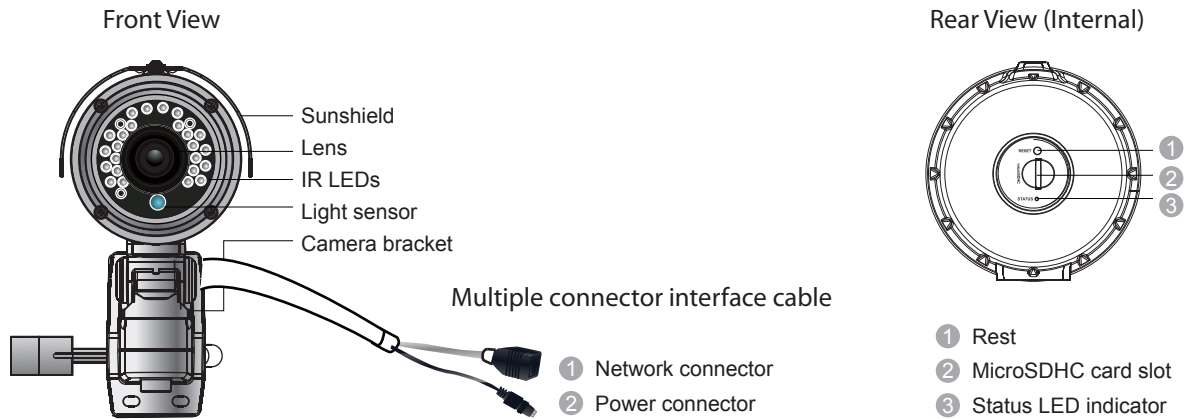 Front View
Sunshield
Lens
IR LEDs
Light sensor
Camera bracket
Multiple connector interface cable
1 Network connector
2 Power connector
Rear View (Internal)
RESET
STATUS
1
2
3
1 Rest
2 MicroSDHC card slot
3 Status LED indicator